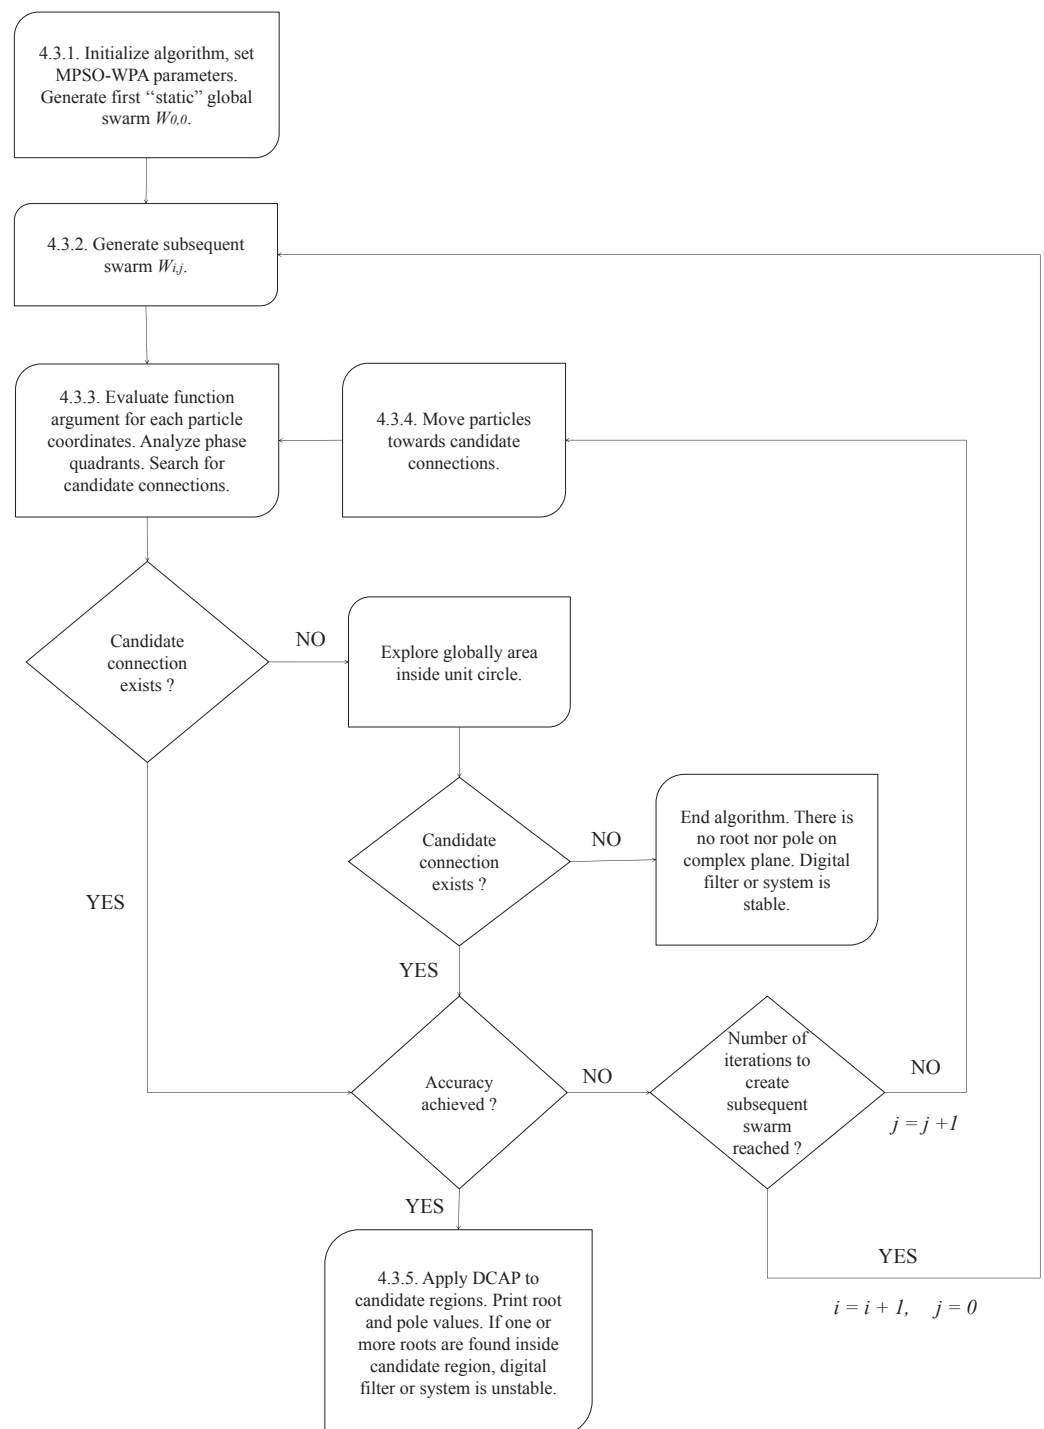 4.3.1. Initialize algorithm, set
MPSO-WPA parameters.
Generate first “static” global
swarm W0,0.
4.3.2. Generate subsequent
swarm Wi,j.
4.3.3. Evaluate function
argument for each particle
coordinates. Analyze phase
quadrants. Search for
candidate connections.
4.3.4. Move particles
towards candidate
connections.
Candidate
connection
exists ?
NO
Explore globally area
inside unit circle.
YES
Candidate
connection
exists ?
NO
End algorithm. There is
no root nor pole on
complex plane. Digital
filter or system is
stable.
YES
Accuracy
achieved ?
NO
Number of
iterations to
create
subsequent
swarm
reached ?
NO
j = j +1
YES
i = i + 1, j = 0
YES
4.3.5. Apply DCAP to
candidate regions. Print root
and pole values. If one or
more roots are found inside
candidate region, digital
filter or system is unstable.